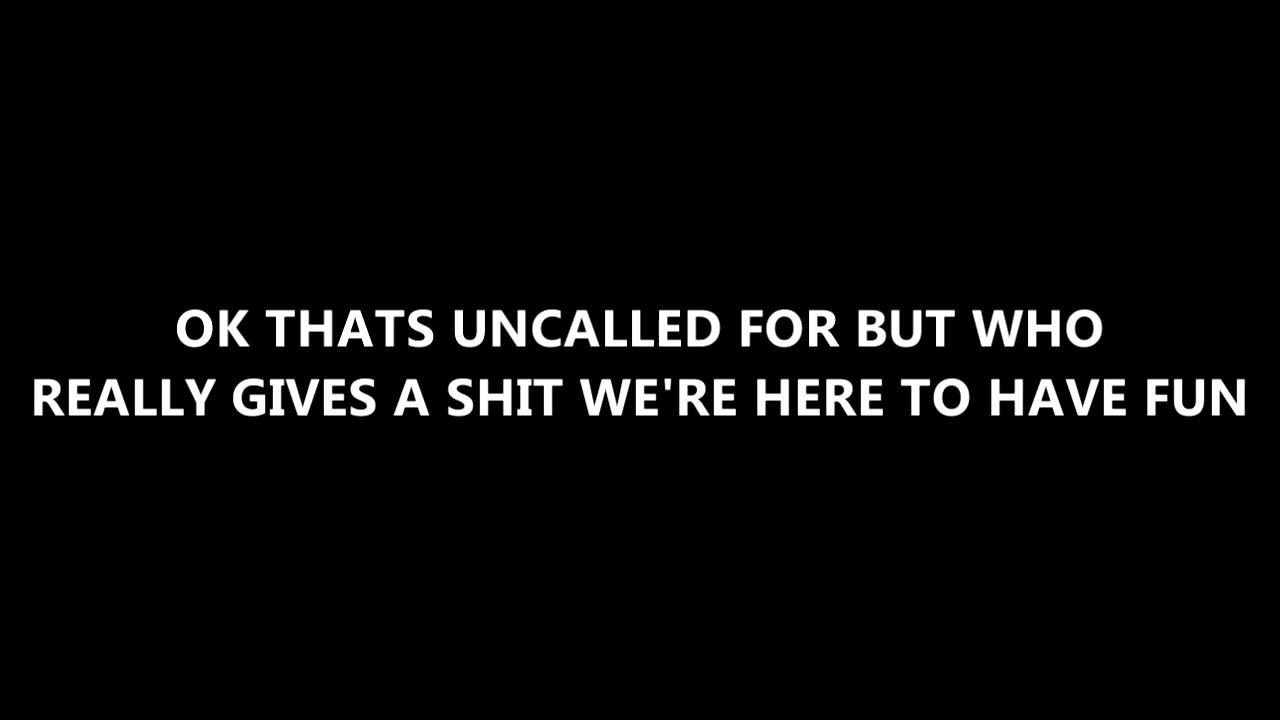 OK THATS UNCALLED FOR BUT WHO
REALLY GIVES A SHIT WE'RE HERE TO HAVE FUN